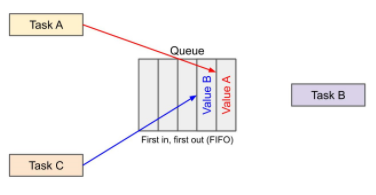 Task A
Queue
Value B
Value A
Task B
First in, first out (FIFO)
Task C